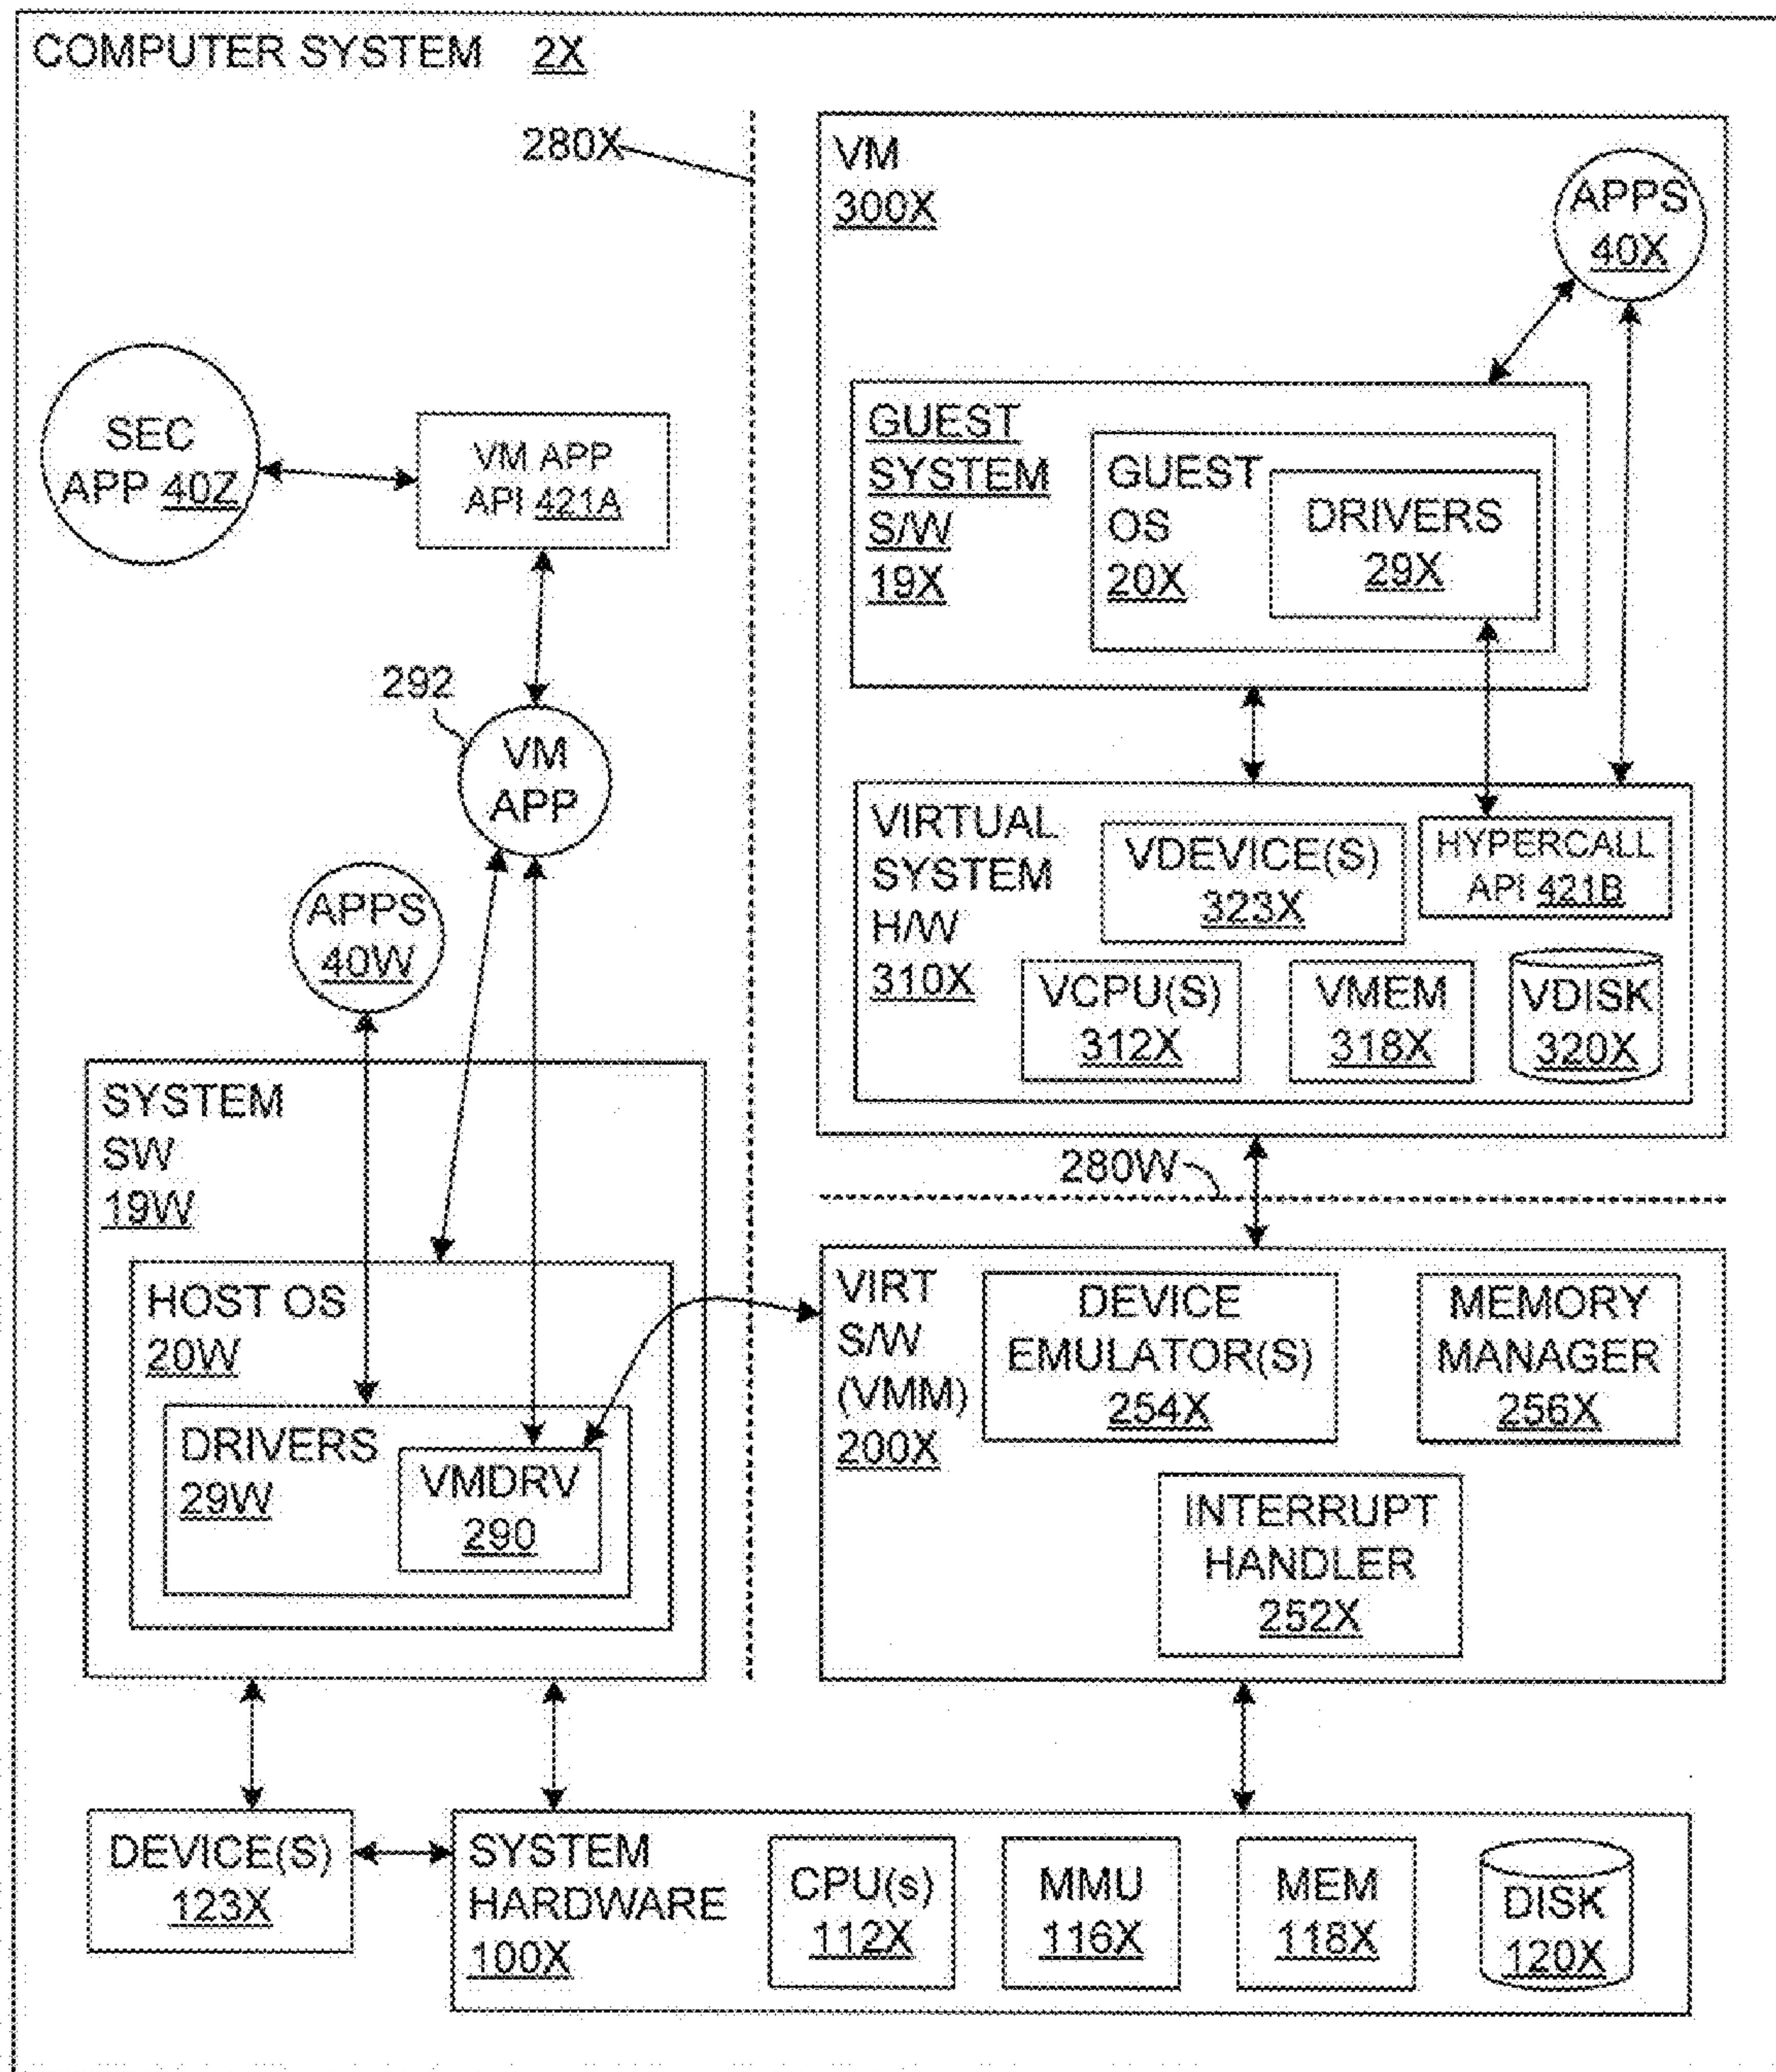 COMPUTER SYSTEM 2X
280X
VM
300X
APPS
40X
SEC
APP 40Z
VM APP
API 421A
GUEST
SYSTEM
S/W
19X
GUEST
OS
20X
DRIVERS
29X
292
VM
APP
APPS
40W
VIRTUAL
SYSTEM
H/W
310X
VDEVICE(S)
323X
HYPERCALL
API 421B
VCPU(S)
312X
VMEM
318X
VDISK
320X
SYSTEM
SW
19W
280W
HOST OS
20W
DRIVERS
29W
VMDRV
290
VIRT
S/W
(VMM)
200X
DEVICE
EMULATOR(S)
254X
MEMORY
MANAGER
256X
INTERRUPT
HANDLER
252X
DEVICE(S)
123X
SYSTEM
HARDWARE
100X
CPU(s)
112X
MMU
116X
MEM
118X
DISK
120X